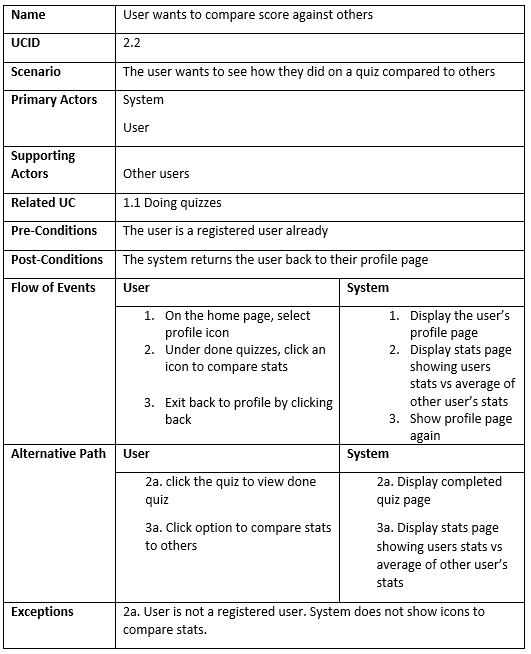 Name
User wants to compare score against others
UCID
2.2
Scenario
The user wants to see how they did on a quiz compared to others
Primary Actors
System
User
Supporting
Actors
Other users
Related UC
1.1 Doing quizzes
Pre-Conditions
The user is a registered user already
Post-Conditions
The system returns the user back to their profile page
Flow of Events
User
System
1. On the home page, select
profile icon
2. Under done quizzes, click an
icon to compare stats
3. Exit back to profile by clicking
back
1. Display the user's
profile page
2. Display stats page
showing users
stats vs average of
other user's stats
3. Show profile page
again
Alternative Path
User
System
2a. click the quiz to view done
quiz
3a. Click option to compare stats
to others
2a. Display completed
quiz page
3a. Display stats page
showing users stats vs
average of other user's
stats
Exceptions
2a. User is not a registered user. System does not show icons to
compare stats.